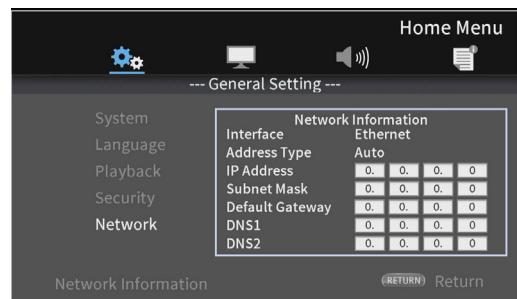 Home Menu
--- General Setting ---
System
Language
Playback
Security
Network
Network Information
Interface Ethernet
Address Type Auto
IP Address 0. 0. 0. 0
Subnet Mask 0. 0. 0. 0
Default Gateway 0. 0. 0. 0
DNS1 0. 0. 0. 0
DNS2 0. 0. 0. 0
Network Information
RETURN Return